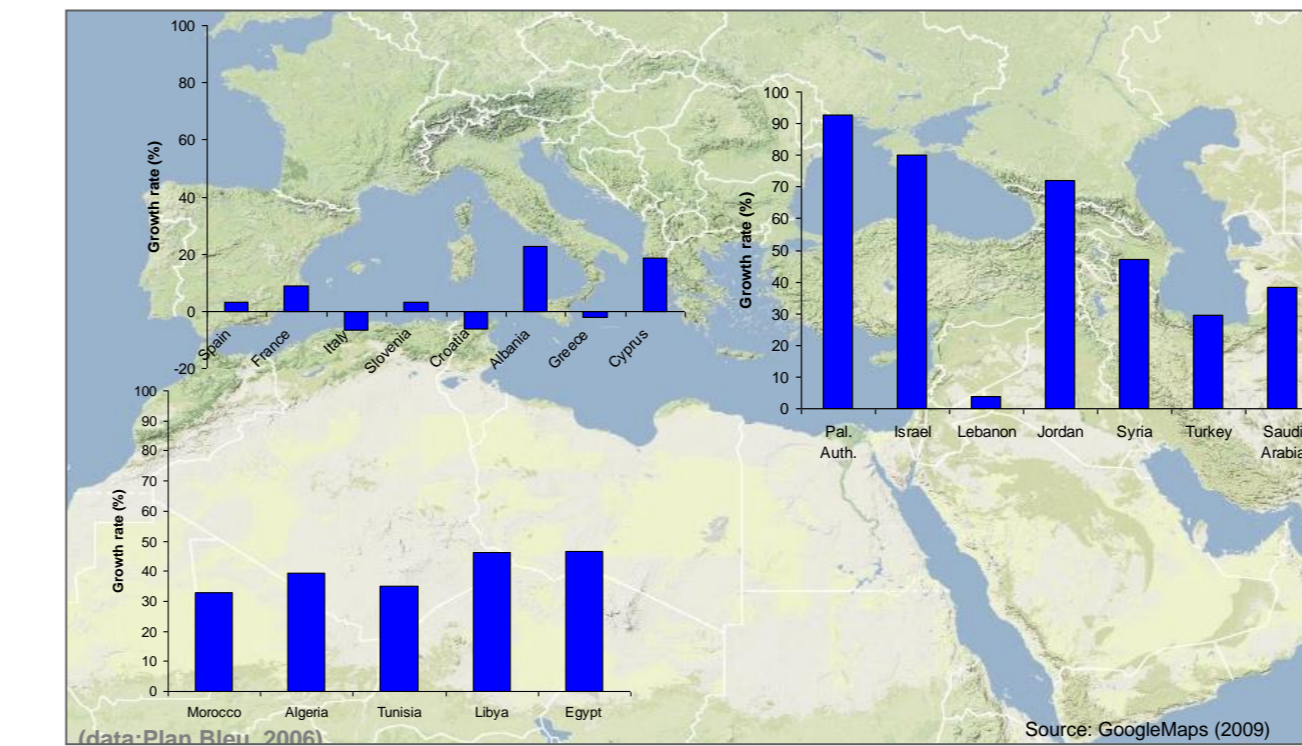 100
80
60
40
20
0
-20
Growth rate (%)
Spain
France
Italy
Slovenia
Croatia
Albania
Greece
Cyprus
100
90
80
70
60
50
40
30
20
10
0
Growth rate (%)
Pal. Auth.
Israel
Lebanon
Jordan
Syria
Turkey
Saudi Arabia
100
90
80
70
60
50
40
30
20
10
0
Growth rate (%)
Morocco
Algeria
Tunisia
Libya
Egypt
(data:Plan Bleu, 2006)
Source: GoogleMaps (2009)